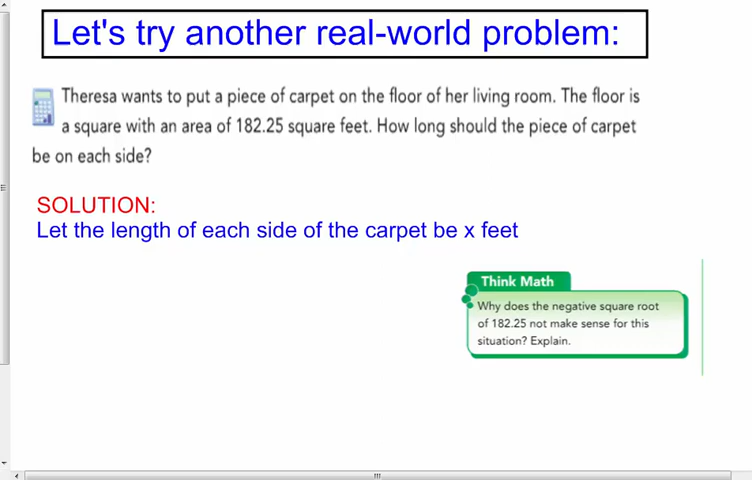 Let's try another real-world problem:
Theresa wants to put a piece of carpet on the floor of her living room. The floor is
a square with an area of 182.25 square feet. How long should the piece of carpet
be on each side?
SOLUTION:
Let the length of each side of the carpet be x feet
Think Math
Why does the negative square root
of 182.25 not make sense for this
situation? Explain.